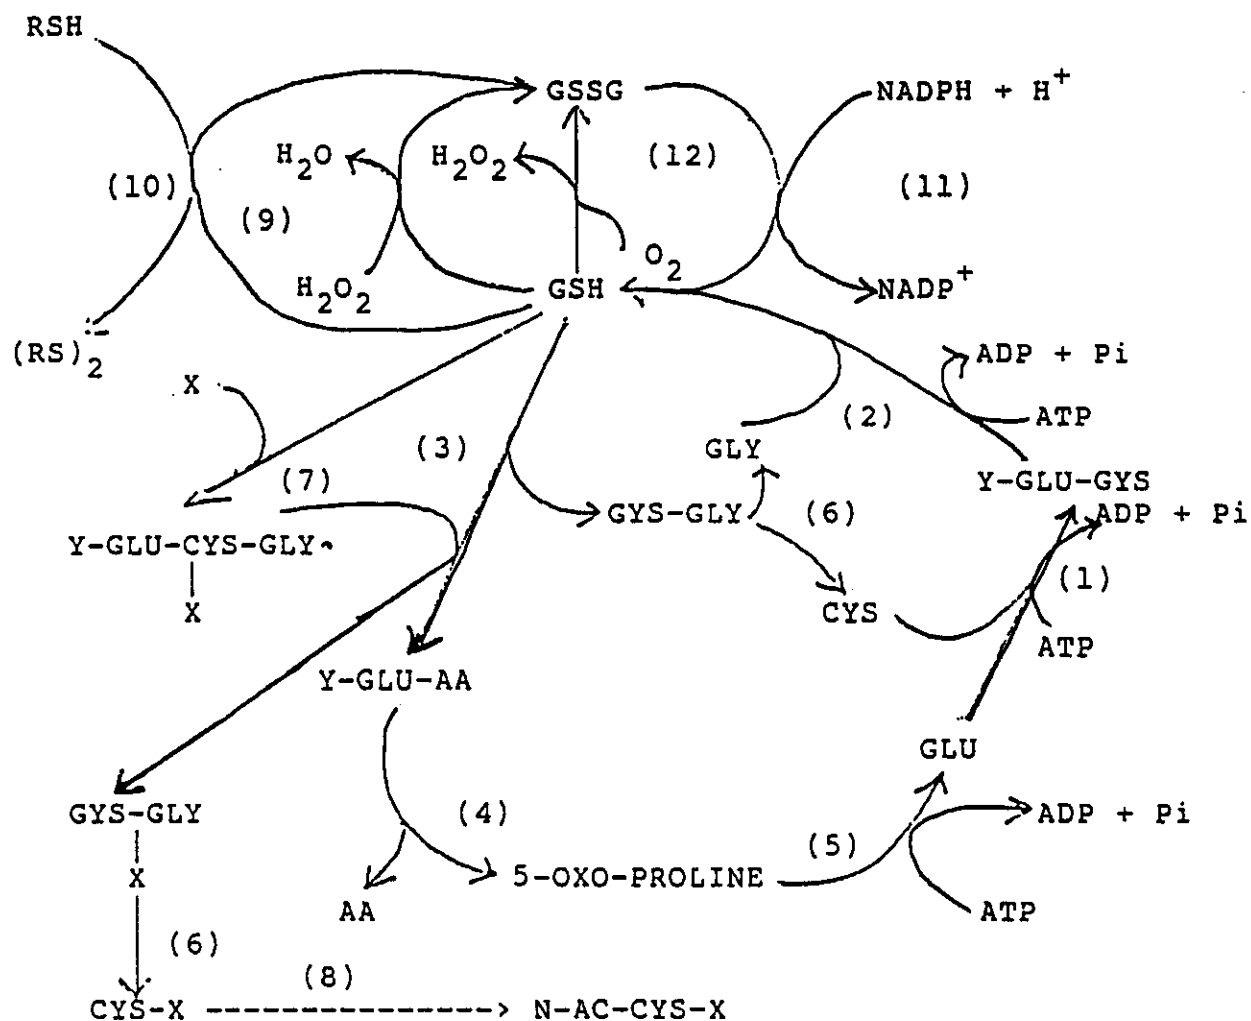 RSH
GSSG
NADPH + H+
H2O
H2O2
(12)
(10)
(11)
(9)
O2
H2O2
GSH
NADP+
(RS)2
ADP + Pi
X
ATP
(2)
(3)
GLY
(7)
Y-GLU-GYS
GYS-GLY
(6)
ADP + Pi
Y-GLU-CYS-GLY
(1)
X
CYS
ATP
Y-GLU-AA
GLU
GYS-GLY
(4)
ADP + Pi
(5)
X
5-OXO-PROLINE
AA
ATP
(6)
(8)
CYS-X
N-AC-CYS-X